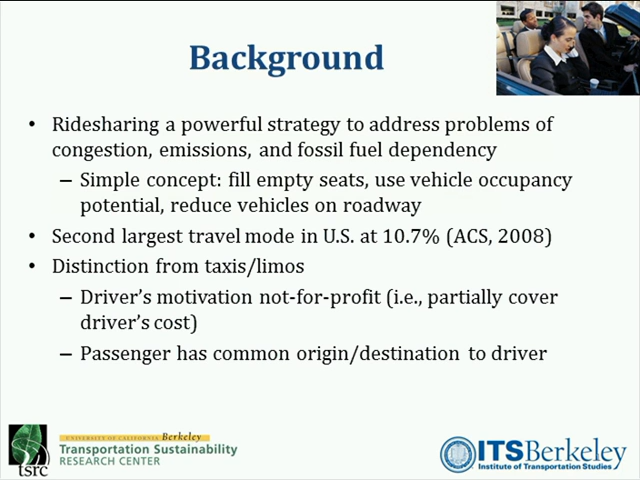 Background
• Ridesharing a powerful strategy to address problems of
congestion, emissions, and fossil fuel dependency
– Simple concept: fill empty seats, use vehicle occupancy
potential, reduce vehicles on roadway
• Second largest travel mode in U.S. at 10.7% (ACS, 2008)
• Distinction from taxis/limos
– Driver's motivation not-for-profit (i.e., partially cover
driver's cost)
– Passenger has common origin/destination to driver
tsrc
UNIVERSITY OF CALIFORNIA Berkeley
Transportation Sustainability
RESEARCH CENTER
ITSBerkeley
Institute of Transportation Studies